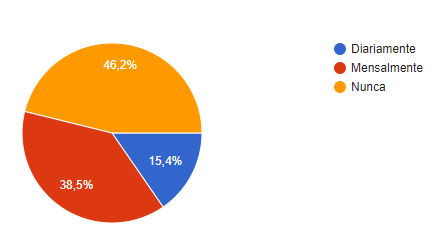 46,2%
38,5%
15,4%
Diariamente
Mensalmente
Nunca